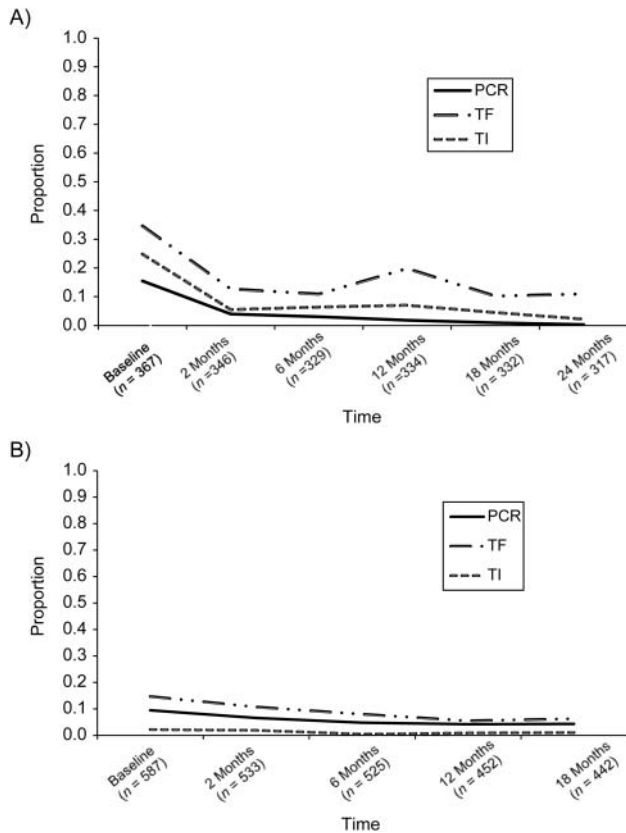 A)
1.0
0.9
0.8
0.7
0.6
0.5
0.4
0.3
0.2
0.1
0.0
Proportion
PCR
TF
TI
Baseline
(n = 367)
2 Months
(n =346)
6 Months
(n =329)
12 Months
(n =334)
18 Months
(n = 332)
24 Months
(n = 317)
Time
B)
1.0
0.9
0.8
0.7
0.6
0.5
0.4
0.3
0.2
0.1
0.0
Proportion
PCR
TF
TI
Baseline
(n = 587)
2 Months
(n = 533)
6 Months
(n = 525)
12 Months
(n = 452)
18 Months
(n = 442)
Time